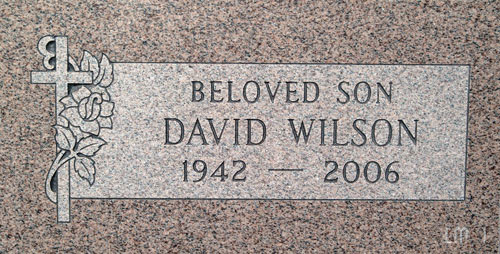 BELOVED SON
DAVID WILSON
1942 — 2006